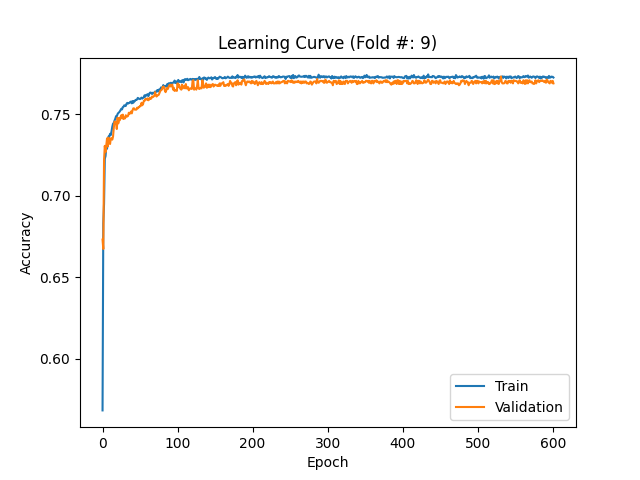 Learning Curve (Fold #: 9)
Accuracy
0.75
0.70
0.65
0.60
0 100 200 300 400 500 600
Epoch
Train
Validation